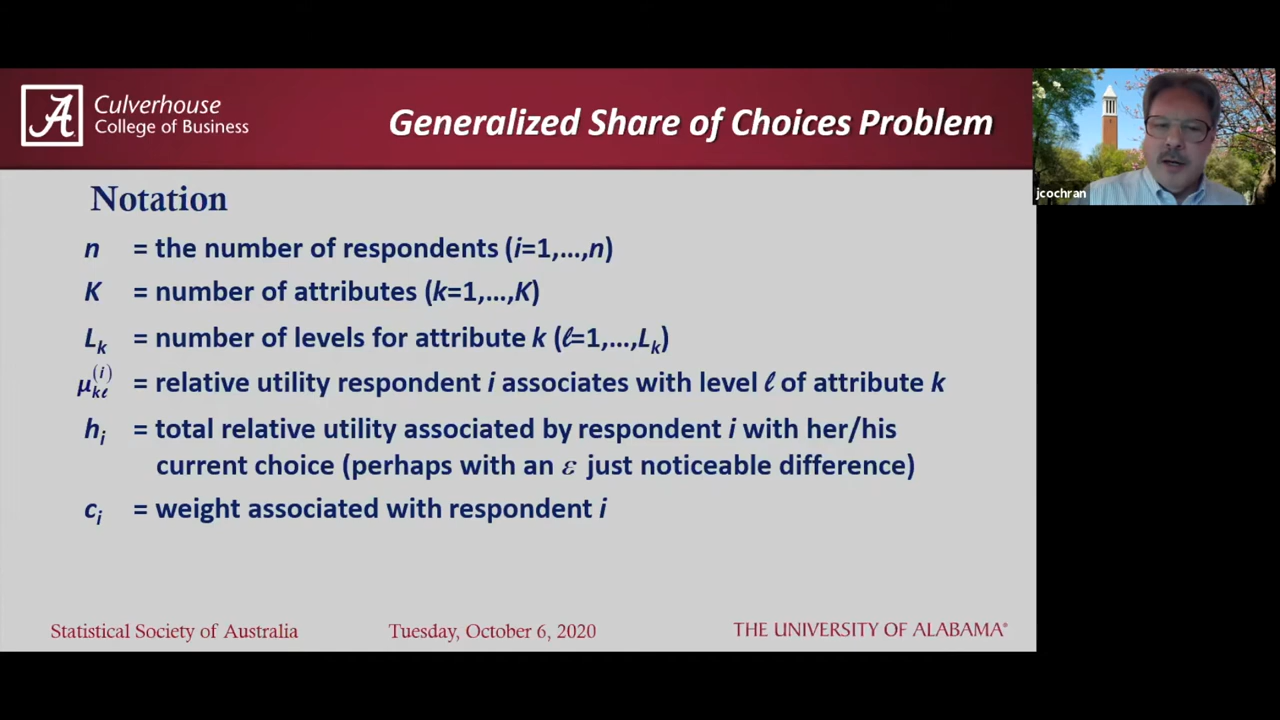 Culverhouse
College of Business
Generalized Share of Choices Problem
jcochran
Notation
n = the number of respondents (i=1,...,n)
K = number of attributes (k=1,...,K)
Lₖ = number of levels for attribute k (ℓ=1,...,Lₖ)
μₖℓ⁽ⁱ⁾ = relative utility respondent i associates with level ℓ of attribute k
hᵢ = total relative utility associated by respondent i with her/his
current choice (perhaps with an ε just noticeable difference)
cᵢ = weight associated with respondent i
Statistical Society of Australia
Tuesday, October 6, 2020
THE UNIVERSITY OF ALABAMA®